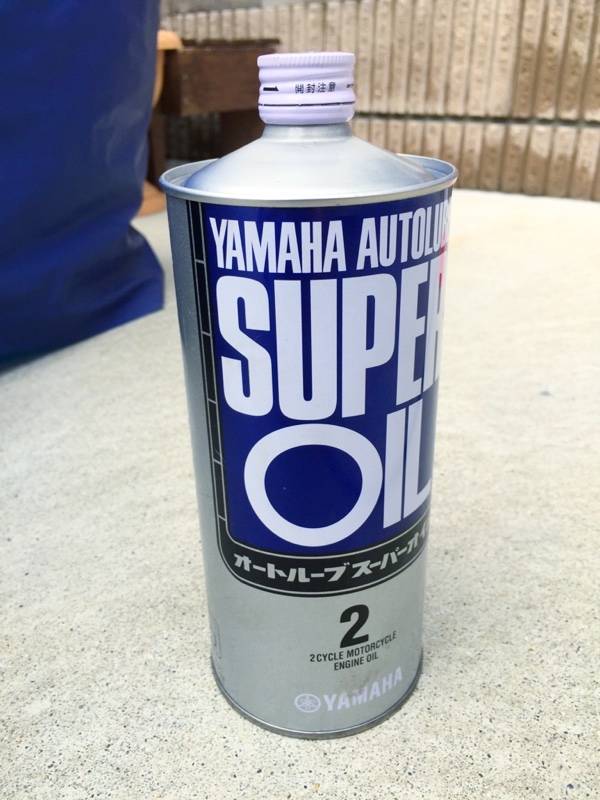 開封注意
YAMAHA AUTOLUB
SUPER
OIL
オートルーブスーパーオイ
2
2 CYCLE MOTORCYCLE
ENGINE OIL
YAMAHA